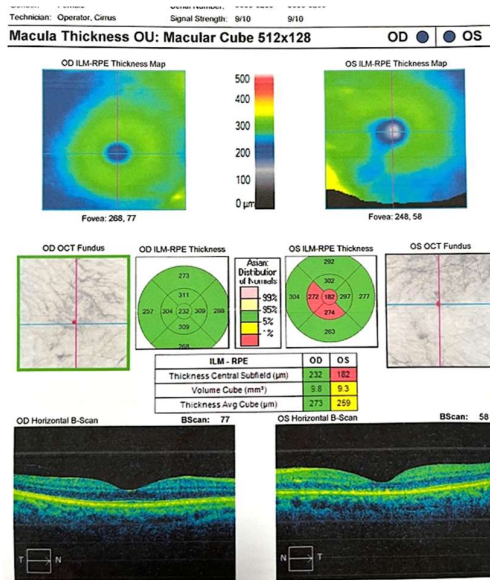 Technician: Operator, Cirrus Signal Strength: 9/10 9/10
Macula Thickness OU: Macular Cube 512x128 OD OS
OD ILM-RPE Thickness Map OS ILM-RPE Thickness Map
500
400
300
200
100
0 µm
Fovea: 268, 77 Fovea: 248, 58
OD OCT Fundus OD ILM-RPE Thickness OS ILM-RPE Thickness OS OCT Fundus
Asian:
Distribution
of Normals
99%
95%
5%
1%
273
311
304 232 309 288
309
268
292
302
304 272 182 297 277
274
263
ILM - RPE OD OS
Thickness Central Subfield (µm) 232 182
Volume Cube (mm³) 9.8 9.3
Thickness Avg Cube (µm) 273 259
OD Horizontal B-Scan BScan: 77 OS Horizontal B-Scan BScan: 58
T N N T